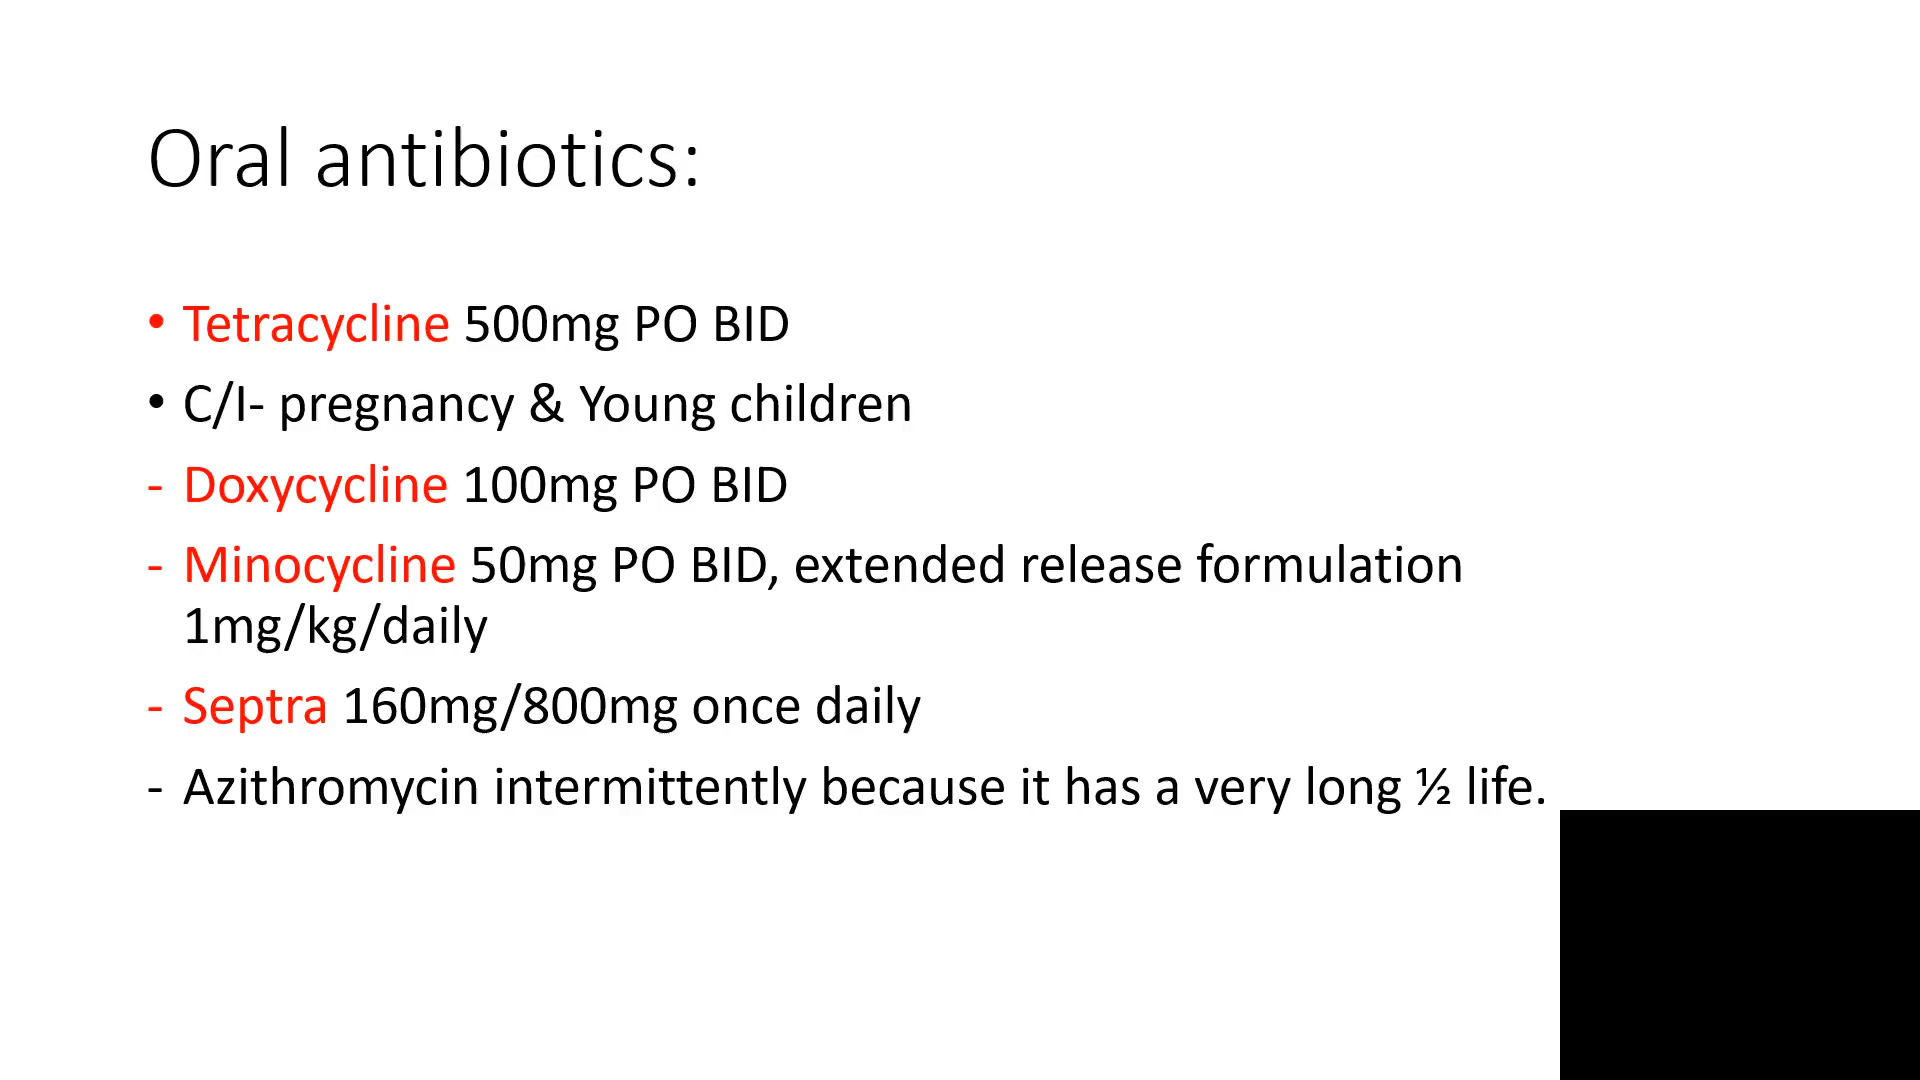 Oral antibiotics:
• Tetracycline 500mg PO BID
• C/I- pregnancy & Young children
- Doxycycline 100mg PO BID
- Minocycline 50mg PO BID, extended release formulation
1mg/kg/daily
- Septra 160mg/800mg once daily
- Azithromycin intermittently because it has a very long ½ life.